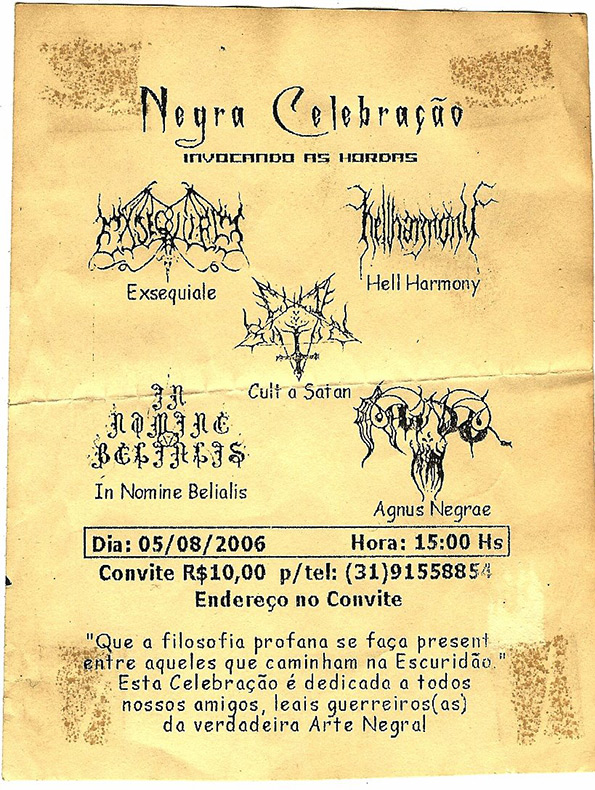 Negra Celebração
INVOCANDO AS HORDAS
EXSEQUIALE
hellharmony
Exsequiale
Hell Harmony
Cult a Satan
IN
NOMINE
BELIALIS
In Nomine Belialis
Agnus Negrae
Dia: 05/08/2006 Hora: 15:00 Hs
Convite R$10,00 p/tel: (31)91558854
Endereço no Convite
"Que a filosofia profana se faça present
entre aqueles que caminham na Escuridão."
Esta Celebração é dedicada a todos
nossos amigos, leais guerreiros(as)
da verdadeira Arte Negra!